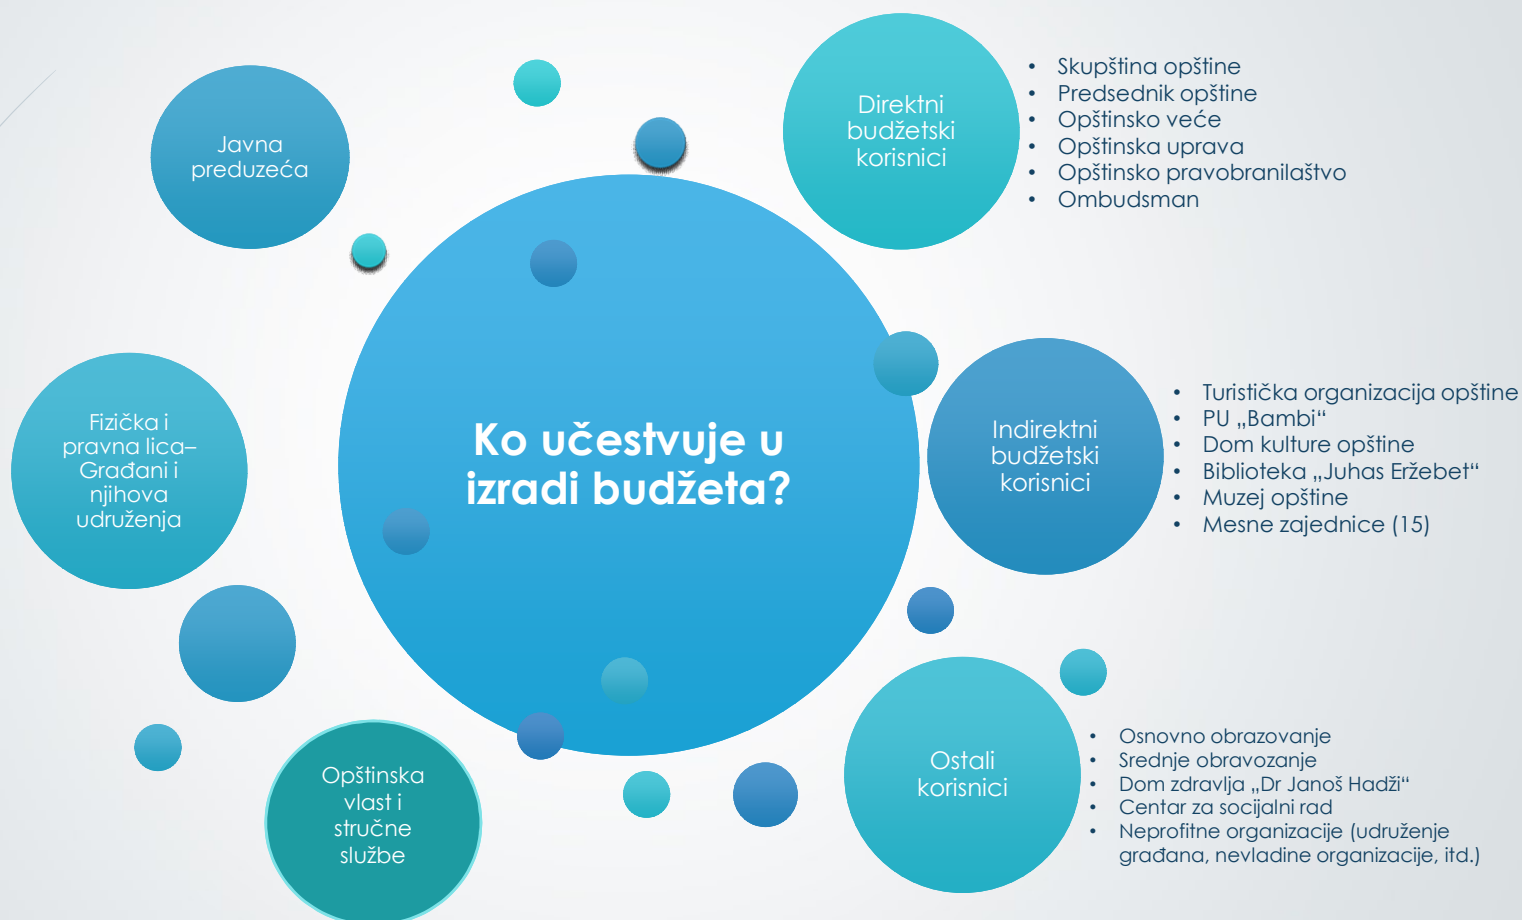 Javna
preduzeća
Direktni
budžetski
korisnici
• Skupština opštine
• Predsednik opštine
• Opštinsko veće
• Opštinska uprava
• Opštinsko pravobranilaštvo
• Ombudsman
Fizička i
pravna lica–
Građani i
njihova
udruženja
Ko učestvuje u
izradi budžeta?
Indirektni
budžetski
korisnici
• Turistička organizacija opštine
• PU „Bambi“
• Dom kulture opštine
• Biblioteka „Juhas Eržebet“
• Muzej opštine
• Mesne zajednice (15)
Opštinska
vlast i
stručne
službe
Ostali
korisnici
• Osnovno obrazovanje
• Srednje obravozanje
• Dom zdravlja „Dr Janoš Hadži“
• Centar za socijalni rad
• Neprofitne organizacije (udruženje
građana, nevladine organizacije, itd.)